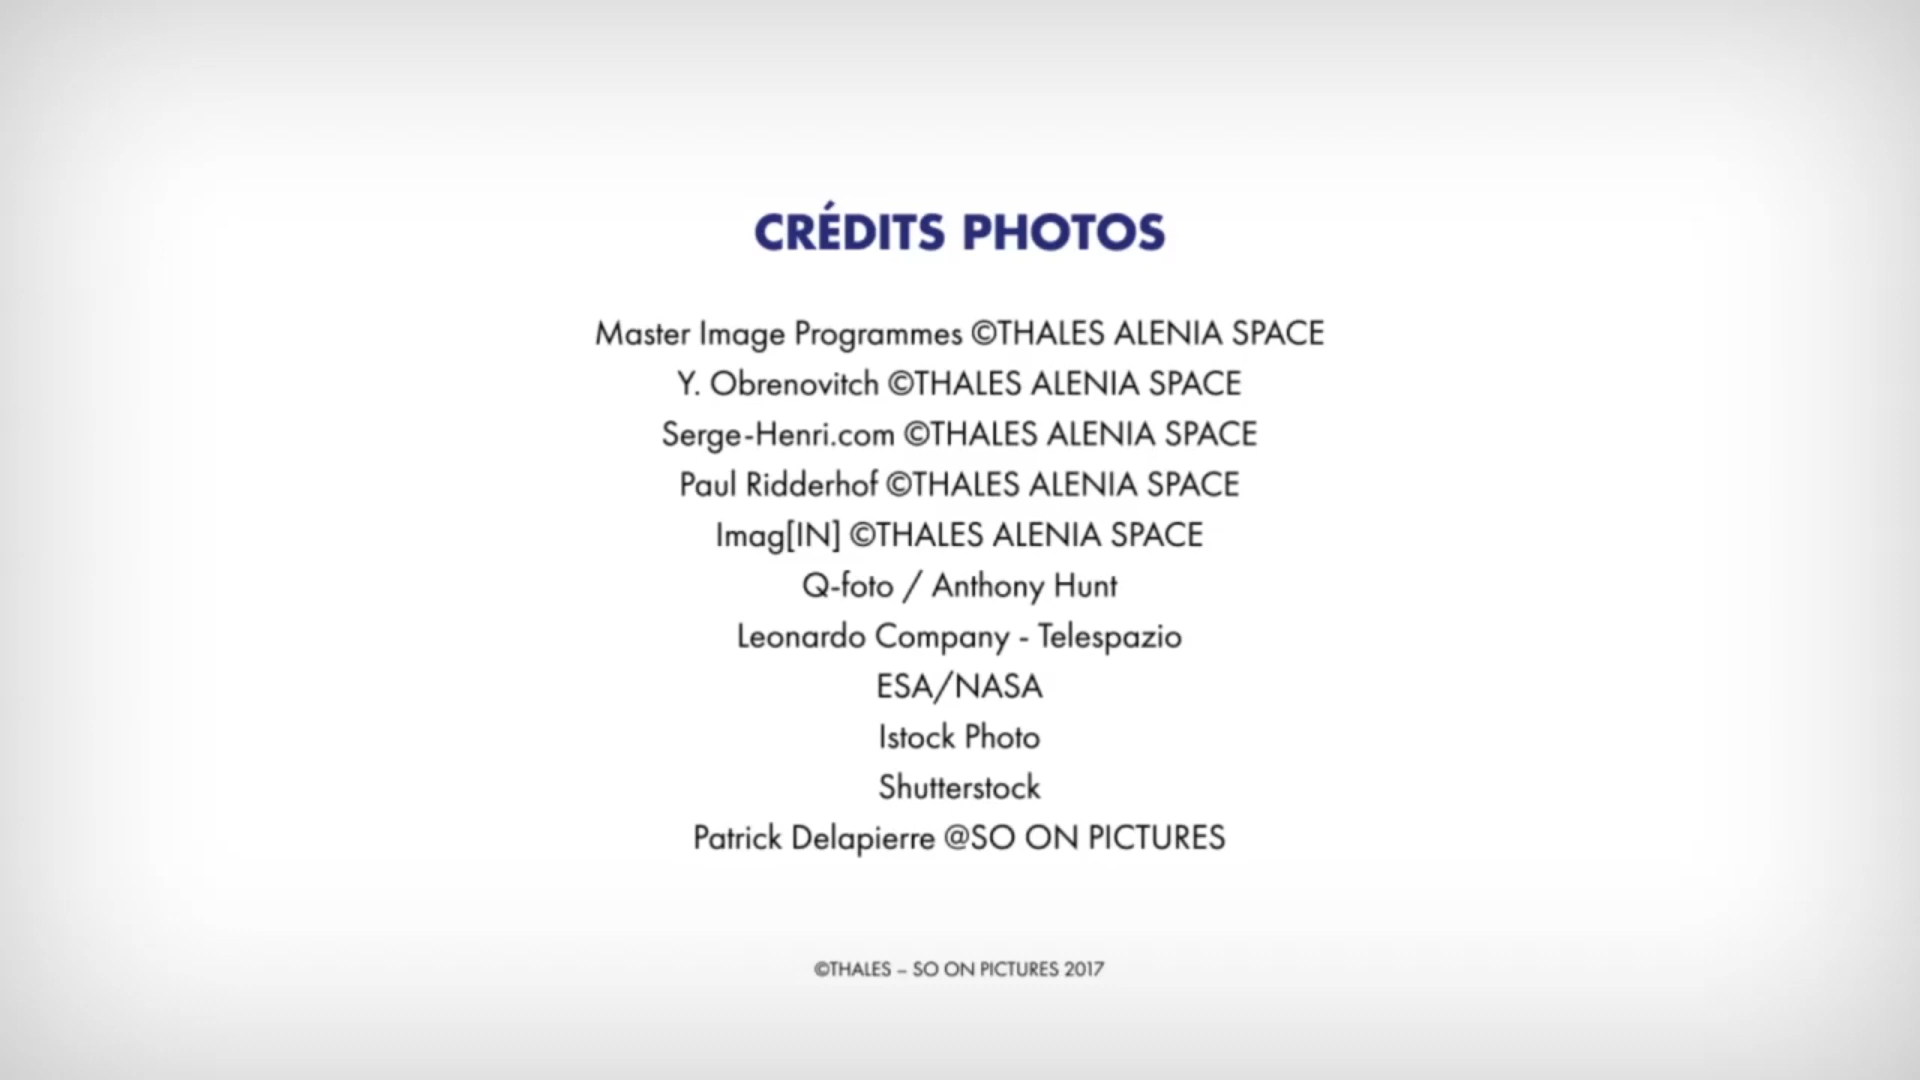 CRÉDITS PHOTOS
Master Image Programmes ©THALES ALENIA SPACE
Y. Obrenovitch ©THALES ALENIA SPACE
Serge-Henri.com ©THALES ALENIA SPACE
Paul Ridderhof ©THALES ALENIA SPACE
Imag[IN] ©THALES ALENIA SPACE
Q-foto / Anthony Hunt
Leonardo Company - Telespazio
ESA/NASA
Istock Photo
Shutterstock
Patrick Delapierre @SO ON PICTURES
©THALES – SO ON PICTURES 2017